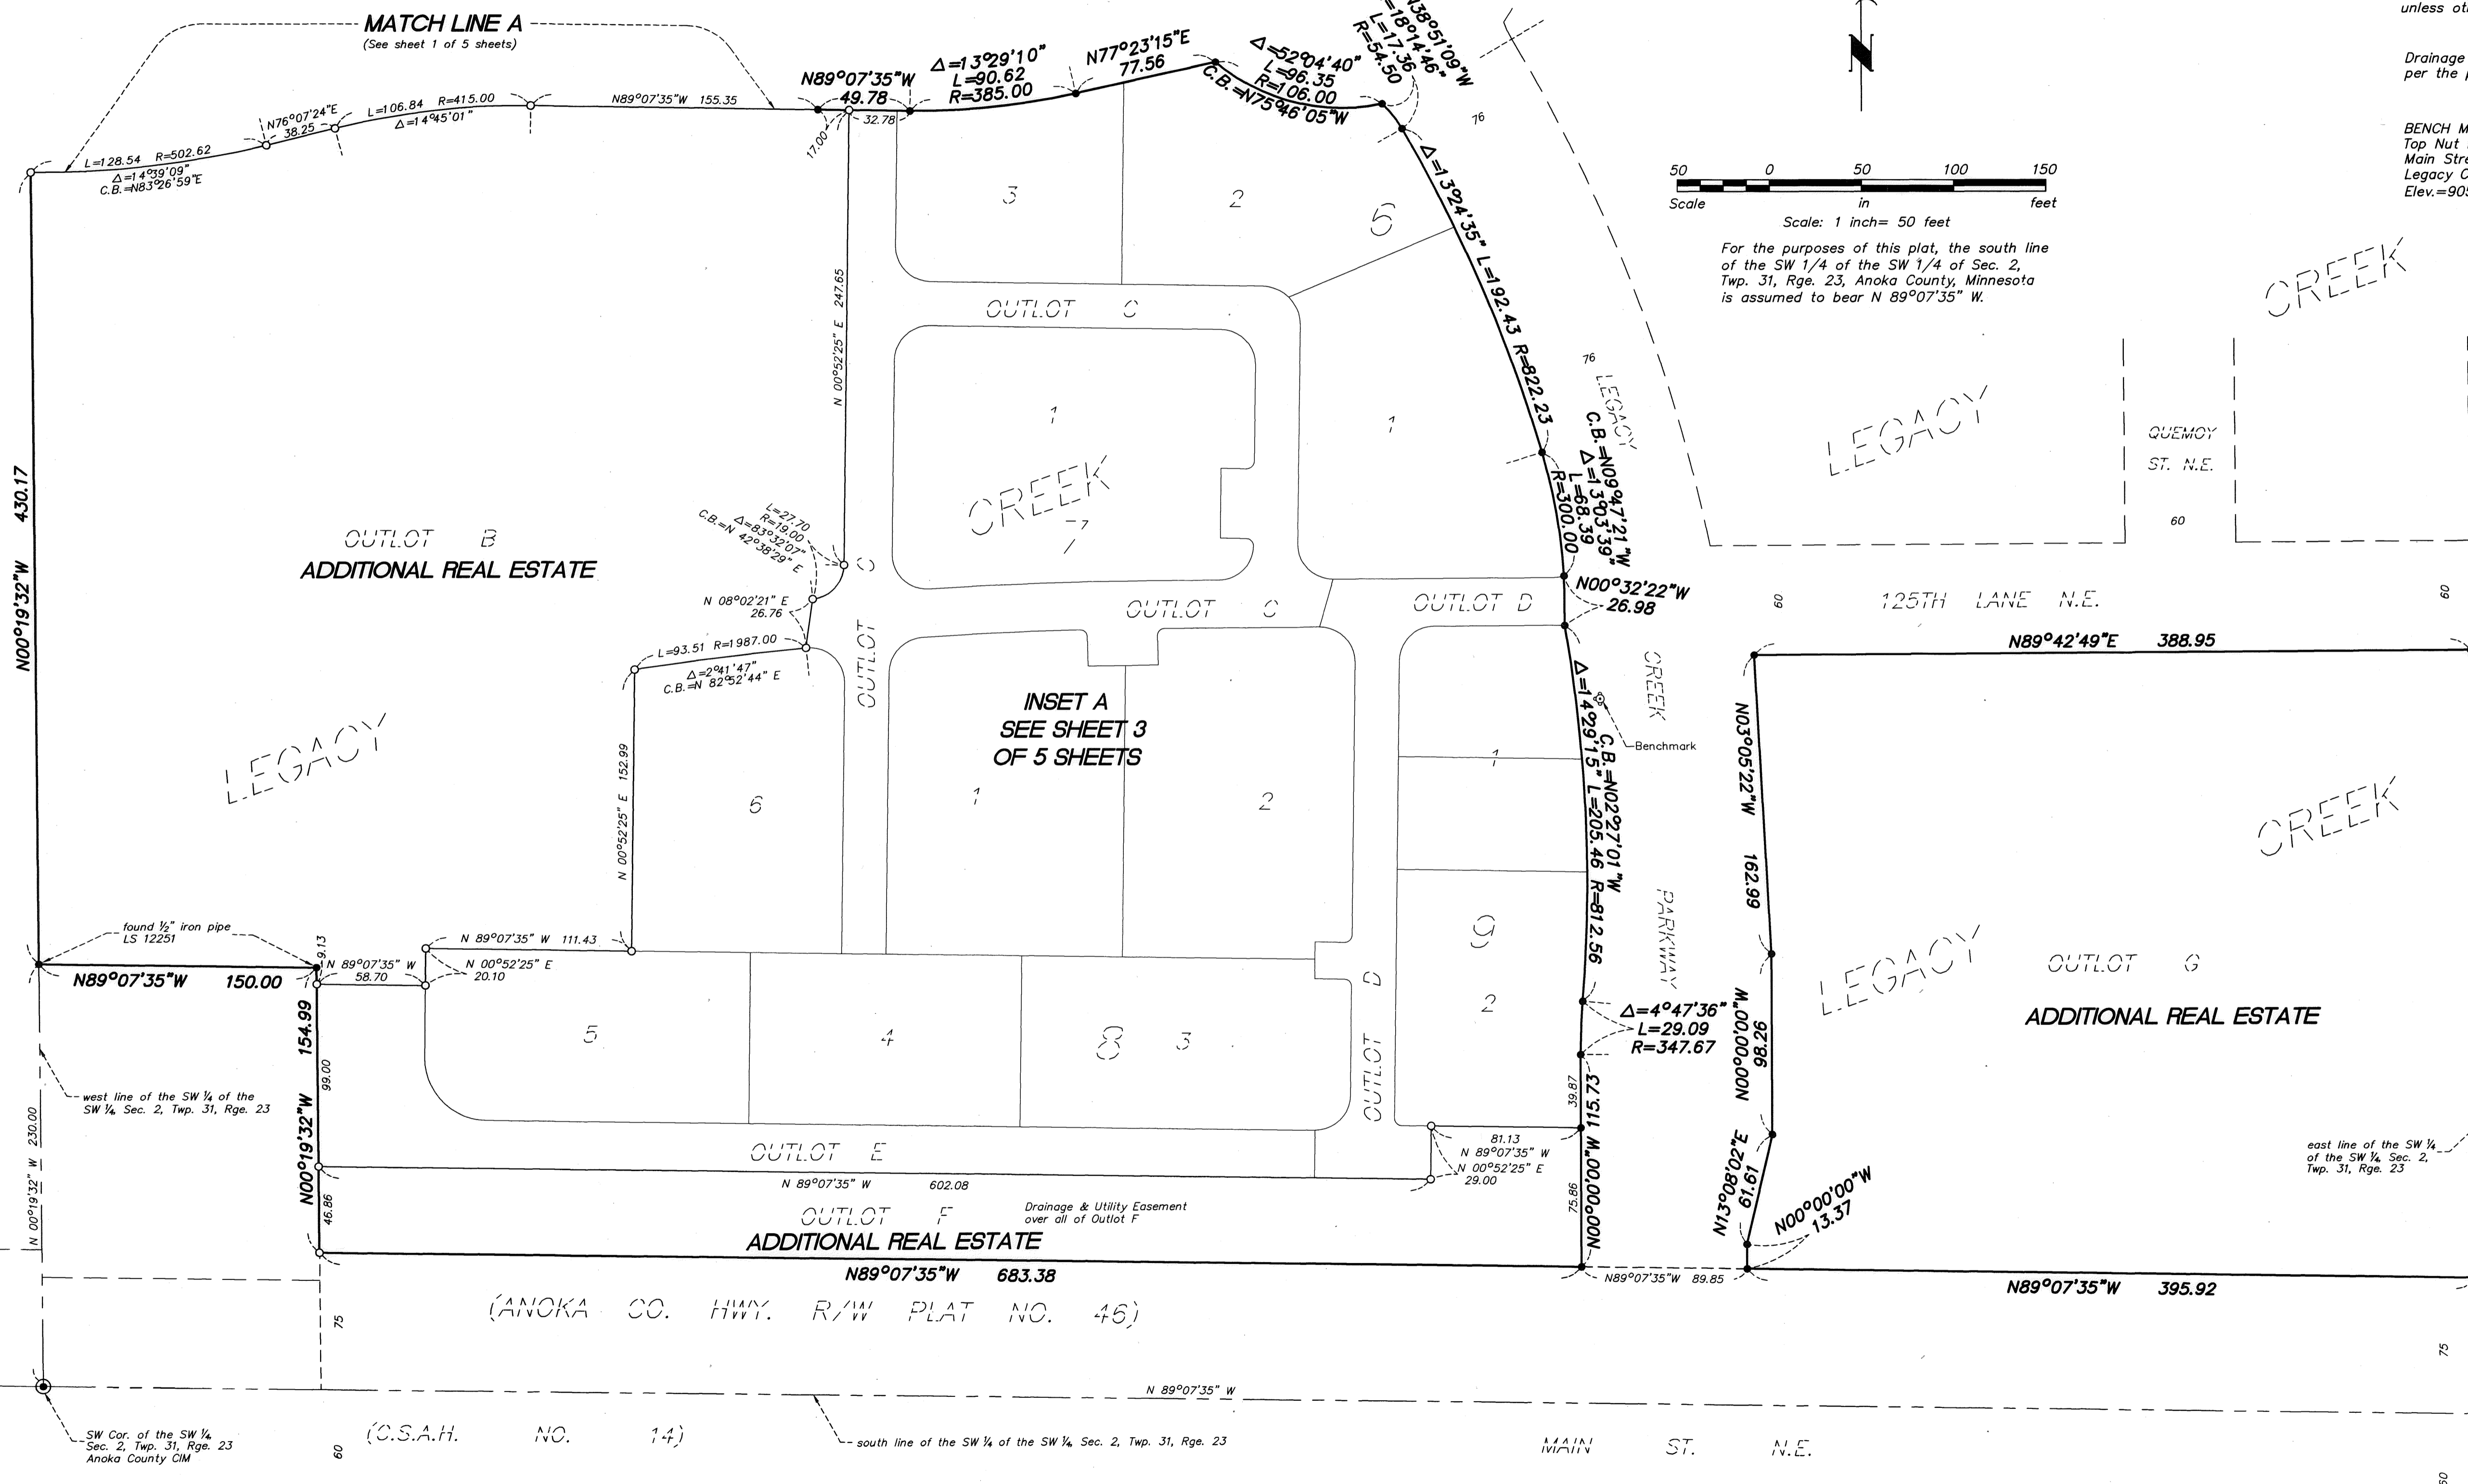 MATCH LINE A
(See sheet 1 of 5 sheets)
N89°07'35"W
49.78
Δ=13°29'10"
L=90.62
R=385.00
N77°23'15"E
77.56
Δ=52°04'40"
L=96.35
R=106.00
C.B.=N75°46'05"W
N38°51'09"W
Δ=18°14'46"
L=17.36
R=54.50
unless
L=128.54 R=502.62
Δ=14°39'09"
C.B.=N83°26'59"E
N76°07'24"E
38.25
L=106.84 R=415.00
Δ=14°45'01"
N89°07'35"W 155.35
17.00
32.78
76
76
N
50 0 50 100 150
Scale in feet
Scale: 1 inch= 50 feet
For the purposes of this plat, the south line
of the SW 1/4 of the SW 1/4 of Sec. 2,
Twp. 31, Rge. 23, Anoka County, Minnesota
is assumed to bear N 89°07'35" W.
Drainage
per the
BENCH
Top Nut
Main
Legacy
Elev.=
3
2
6
N 00°52'25" E 247.65
OUTLOT C
Δ=13°24'35" L=192.43 R=822.23
1
CREEK
7
1
LEGACY
C.B.=N09°47'21"W
Δ=13°03'39"
L=68.39
R=300.00
LEGACY
CREEK
QUEMOY
ST. N.E.
60
N00°19'32"W 430.17
OUTLOT B
ADDITIONAL REAL ESTATE
L=27.70
R=19.00
Δ=83°32'07"
C.B.=N 42°38'29" E
N 08°02'21" E
26.76
OUTLOT C
OUTLOT C
OUTLOT D
N00°32'22"W
26.98
60
125TH LANE N.E.
60
N89°42'49"E 388.95
L=93.51 R=1987.00
Δ=2°41'47"
C.B.=N 82°52'44" E
LEGACY
N 00°52'25" E 152.99
6
INSET A
SEE SHEET 3
OF 5 SHEETS
1
2
1
C.B.=N02°27'01"W
Δ=14°29'15" L=205.46 R=812.56
CREEK
Benchmark
PARKWAY
N03°05'22"W 162.99
CREEK
found ½" iron pipe
LS 12251
N89°07'35"W 150.00
9.13
N 89°07'35" W
58.70
N 89°07'35" W 111.43
N 00°52'25" E
20.10
9
2
LEGACY
OUTLOT G
ADDITIONAL REAL ESTATE
N00°19'32"W 154.99
99.00
46.86
5
4
8
3
OUTLOT D
Δ=4°47'36"
L=29.09
R=347.67
N00°00'00"W
98.26
west line of the SW ¼ of the
SW ¼, Sec. 2, Twp. 31, Rge. 23
N 00°19'32" W 230.00
39.87
N00°00'00"W 115.73
75.86
81.13
N 89°07'35" W
N 00°52'25" E
29.00
N13°08'02"E
61.61
N00°00'00"W
13.37
east line of the SW ¼
of the SW ¼, Sec. 2,
Twp. 31, Rge. 23
OUTLOT E
N 89°07'35" W 602.08
OUTLOT F
Drainage & Utility Easement
over all of Outlot F
ADDITIONAL REAL ESTATE
N89°07'35"W 683.38
N89°07'35"W 89.85
N89°07'35"W 395.92
75
(ANOKA CO. HWY. R/W PLAT NO. 46)
75
N 89°07'35" W
SW Cor. of the SW ¼,
Sec. 2, Twp. 31, Rge. 23
Anoka County CIM
60
(C.S.A.H. NO. 14)
south line of the SW ¼ of the SW ¼, Sec. 2, Twp. 31, Rge. 23
MAIN ST. N.E.
60